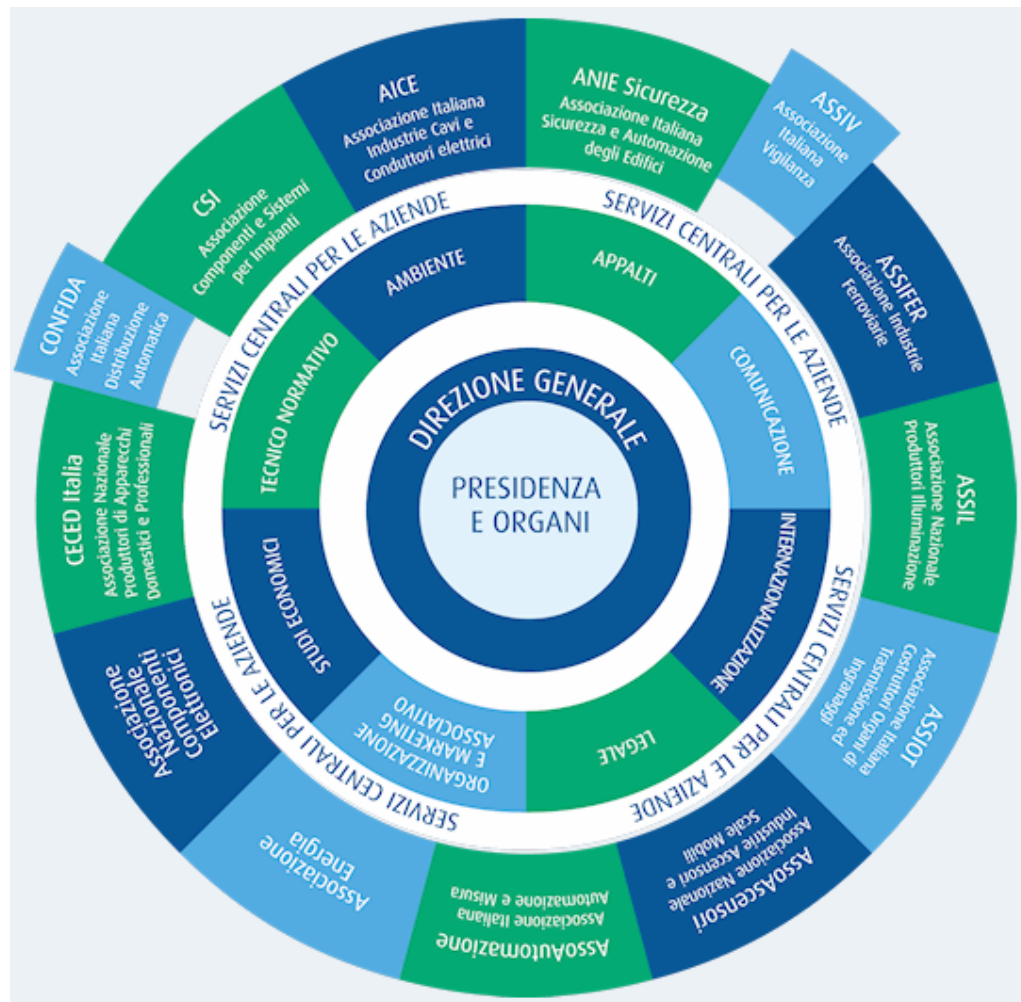 AICE
Associazione Italiana
Industrie Cavi e
Conduttori elettrici
ANIE Sicurezza
Associazione Italiana
Sicurezza e Automazione
degli Edifici
ASSIV
Associazione
Italiana
Vigilanza
ASSIFER
Associazione Industrie
Ferroviarie
ASSIL
Associazione Nazionale
Produttori Illuminazione
ASSIOT
Associazione Italiana
Costruttori Organi di
Trasmissione ed
Ingranaggi
AssoAscensori
Associazione Nazionale
Industrie Ascensori e
Scale Mobili
AssoAutomazione
Associazione Italiana
Automazione e Misura
Associazione
Energia
Associazione
Nazionale
Componenti
Elettronici
CECED Italia
Associazione Nazionale
Produttori di Apparecchi
Domestici e Professionali
CONFIDA
Associazione
Italiana
Distribuzione
Automatica
CSI
Associazione
Componenti e Sistemi
per Impianti
SERVIZI CENTRALI PER LE AZIENDE
SERVIZI CENTRALI PER LE AZIENDE
SERVIZI CENTRALI PER LE AZIENDE
SERVIZI CENTRALI PER LE AZIENDE
AMBIENTE
APPALTI
COMUNICAZIONE
INTERNAZIONALIZZAZIONE
LEGALE
ORGANIZZAZIONE
E MARKETING
ASSOCIATIVO
STUDI ECONOMICI
TECNICO NORMATIVO
DIREZIONE GENERALE
PRESIDENZA
E ORGANI